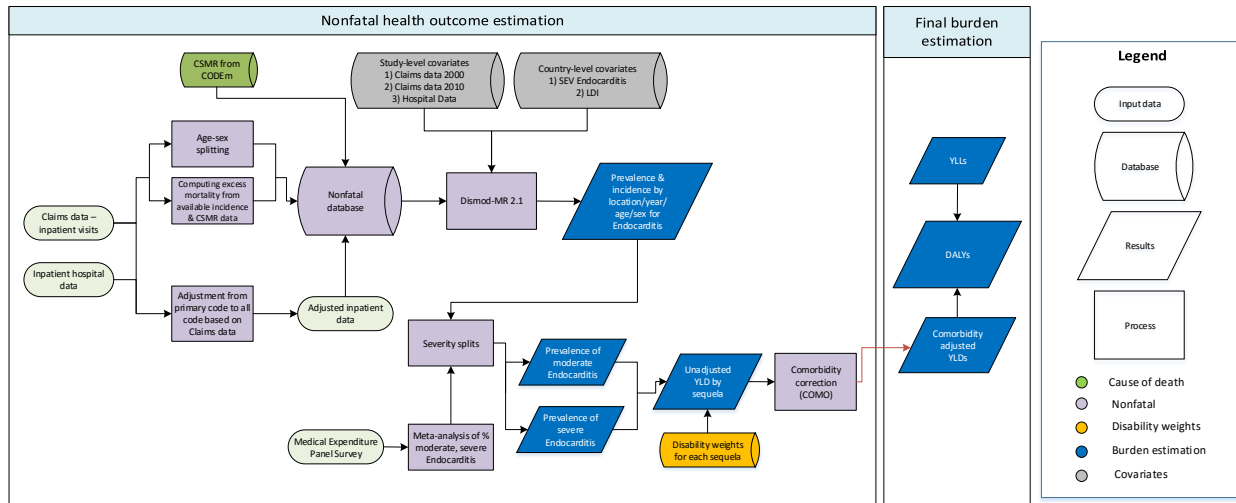 Nonfatal health outcome estimation
Final burden
estimation
Legend
CSMR from
CODEm
Study-level covariates
1) Claims data 2000
2) Claims data 2010
3) Hospital Data
Country-level covariates
1) SEV Endocarditis
2) LDI
Input data
Age-sex
splitting
Computing excess
mortality from
available incidence
& CSMR data
Nonfatal
database
Dismod-MR 2.1
Prevalence &
incidence by
location/year/
age/sex for
Endocarditis
YLLs
Database
Claims data –
inpatient visits
Inpatient hospital
data
Adjustment from
primary code to all
code based on
Claims data
Adjusted inpatient
data
DALYs
Results
Severity splits
Prevalence of
moderate
Endocarditis
Prevalence of
severe
Endocarditis
Unadjusted
YLD by
sequela
Comorbidity
correction
(COMO)
Comorbidity
adjusted
YLDs
Process
Medical Expenditure
Panel Survey
Meta-analysis of %
moderate, severe
Endocarditis
Disability weights
for each sequela
Cause of death
Nonfatal
Disability weights
Burden estimation
Covariates